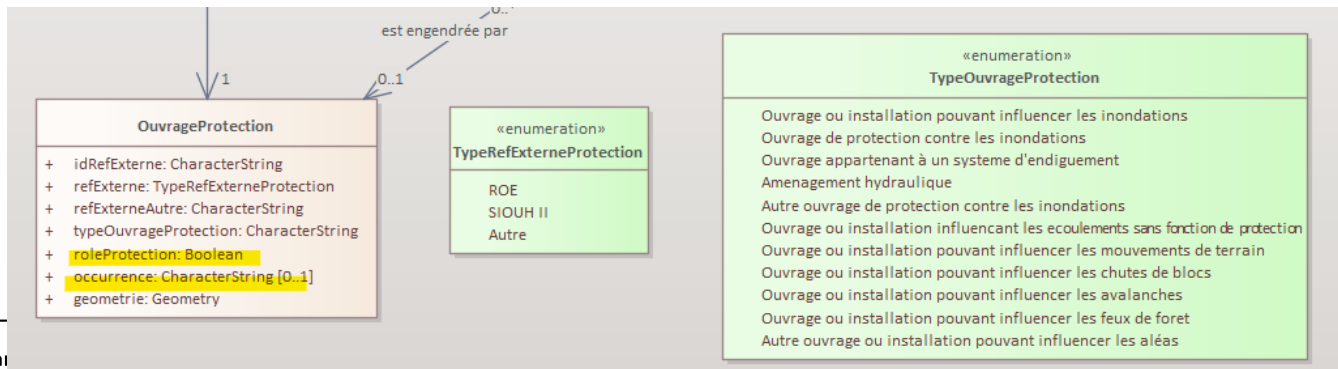 0..
est engendrée par
1
0..1
OuvrageProtection
+ idRefExterne: CharacterString
+ refExterne: TypeRefExterneProtection
+ refExterneAutre: CharacterString
+ typeOuvrageProtection: CharacterString
+ roleProtection: Boolean
+ occurrence: CharacterString [0..1]
+ geometrie: Geometry
«enumeration»
TypeRefExterneProtection
ROE
SIOUH II
Autre
«enumeration»
TypeOuvrageProtection
Ouvrage ou installation pouvant influencer les inondations
Ouvrage de protection contre les inondations
Ouvrage appartenant à un systeme d'endiguement
Amenagement hydraulique
Autre ouvrage de protection contre les inondations
Ouvrage ou installation influencant les ecoulements sans fonction de protection
Ouvrage ou installation pouvant influencer les mouvements de terrain
Ouvrage ou installation pouvant influencer les chutes de blocs
Ouvrage ou installation pouvant influencer les avalanches
Ouvrage ou installation pouvant influencer les feux de foret
Autre ouvrage ou installation pouvant influencer les aléas